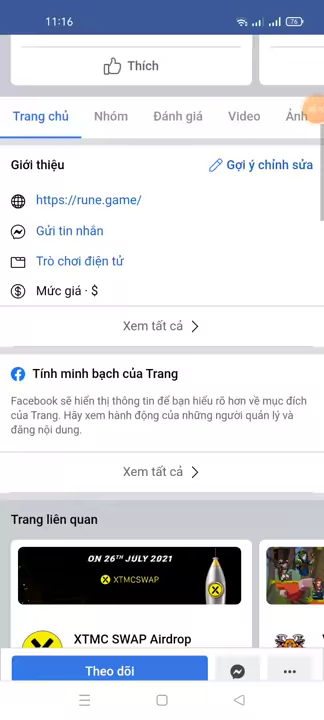 11:16
76
Thích
Trang chủ
Nhóm
Đánh giá
Video
Ảnh
Giới thiệu
Gợi ý chỉnh sửa
https://rune.game/
Gửi tin nhắn
Trò chơi điện tử
Mức giá · $
Xem tất cả
Tính minh bạch của Trang
Facebook sẽ hiển thị thông tin để bạn hiểu rõ hơn về mục đích
của Trang. Hãy xem hành động của những người quản lý và
đăng nội dung.
Xem tất cả
Trang liên quan
ON 26TH JULY 2021
XTMCSWAP
XTMC SWAP Airdrop
Theo dõi